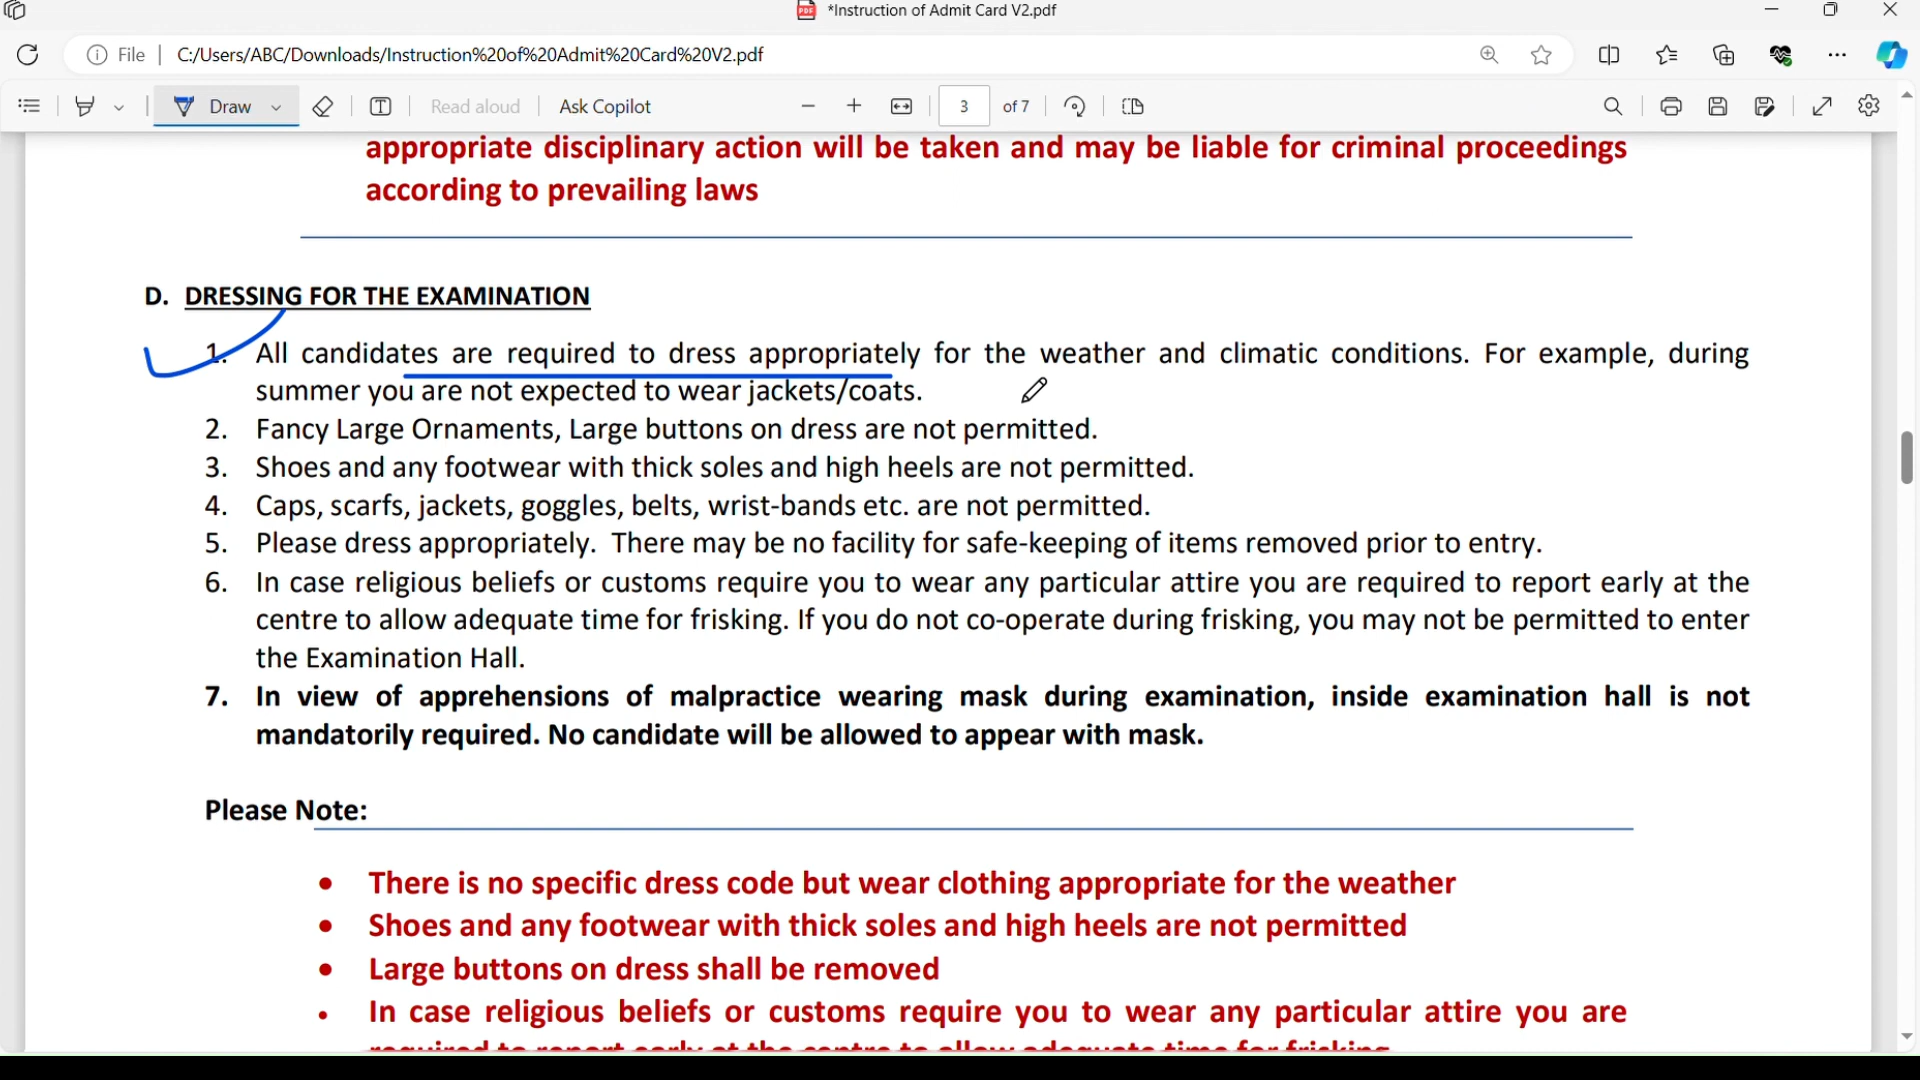 *Instruction of Admit Card V2.pdf
File | C:/Users/ABC/Downloads/Instruction%20of%20Admit%20Card%20V2.pdf
Draw Read aloud Ask Copilot 3 of 7
appropriate disciplinary action will be taken and may be liable for criminal proceedings
according to prevailing laws
D. DRESSING FOR THE EXAMINATION
1. All candidates are required to dress appropriately for the weather and climatic conditions. For example, during
summer you are not expected to wear jackets/coats.
2. Fancy Large Ornaments, Large buttons on dress are not permitted.
3. Shoes and any footwear with thick soles and high heels are not permitted.
4. Caps, scarfs, jackets, goggles, belts, wrist-bands etc. are not permitted.
5. Please dress appropriately. There may be no facility for safe-keeping of items removed prior to entry.
6. In case religious beliefs or customs require you to wear any particular attire you are required to report early at the
centre to allow adequate time for frisking. If you do not co-operate during frisking, you may not be permitted to enter
the Examination Hall.
7. In view of apprehensions of malpractice wearing mask during examination, inside examination hall is not
mandatorily required. No candidate will be allowed to appear with mask.
Please Note:
• There is no specific dress code but wear clothing appropriate for the weather
• Shoes and any footwear with thick soles and high heels are not permitted
• Large buttons on dress shall be removed
• In case religious beliefs or customs require you to wear any particular attire you are
required to report early at the centre to allow adequate time for frisking